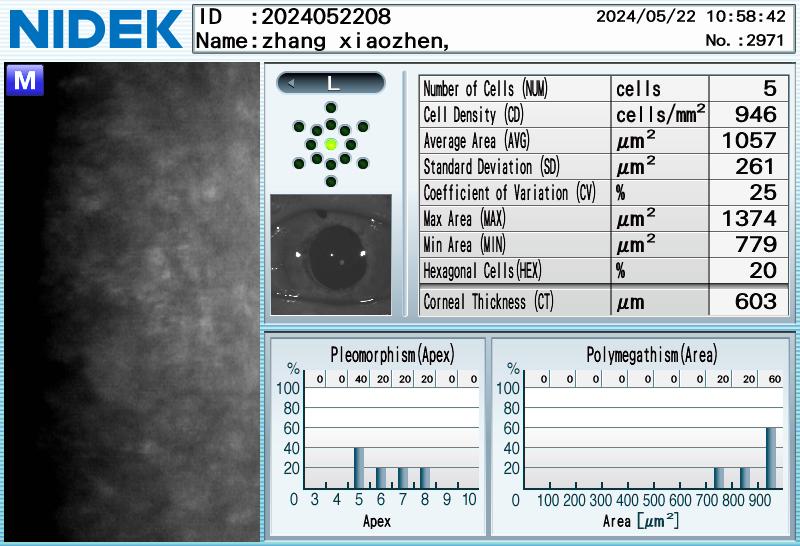 NIDEK
ID :2024052208 2024/05/22 10:58:42
Name:zhang xiaozhen, No. :2971
M
L
Number of Cells (NUM) cells 5
Cell Density (CD) cells/mm² 946
Average Area (AVG) μm² 1057
Standard Deviation (SD) μm² 261
Coefficient of Variation (CV) % 25
Max Area (MAX) μm² 1374
Min Area (MIN) μm² 779
Hexagonal Cells(HEX) % 20
Corneal Thickness (CT) μm 603
Pleomorphism(Apex)
%
0 0 40 20 20 20 0 0
100
80
60
40
20
0 3 4 5 6 7 8 9 10
Apex
Polymegathism(Area)
%
0 0 0 0 0 0 0 20 20 60
100
80
60
40
20
0 100 200 300 400 500 600 700 800 900
Area [μm²]